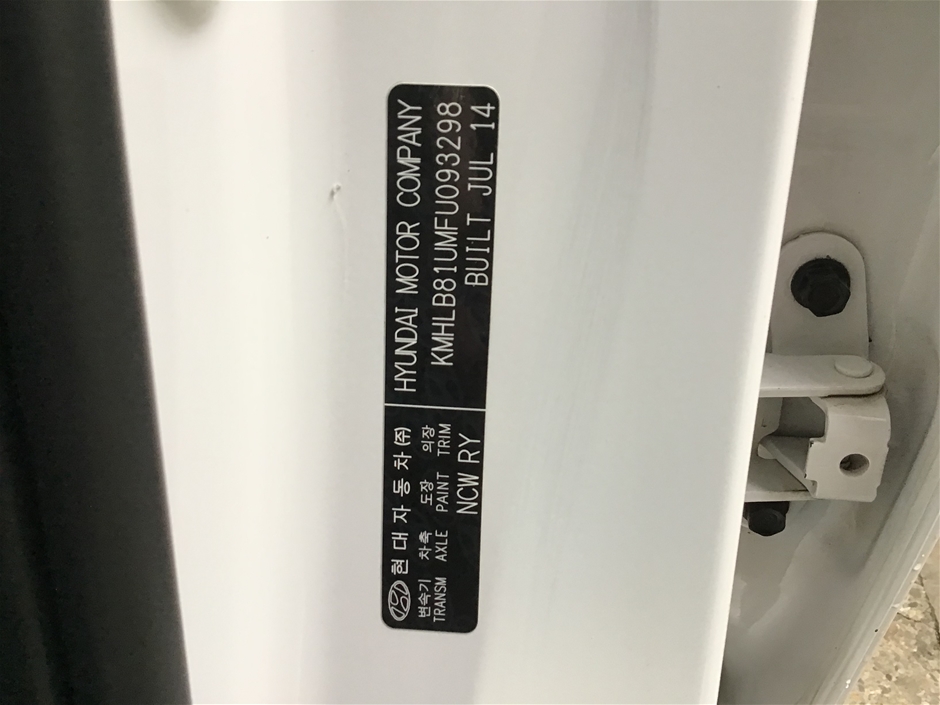 현대자동차(주)
변속기 차축 도장 의장
TRANSM AXLE PAINT TRIM
NCW RY
HYUNDAI MOTOR COMPANY
KMHLB81UMFU093298
BUILT JUL 14